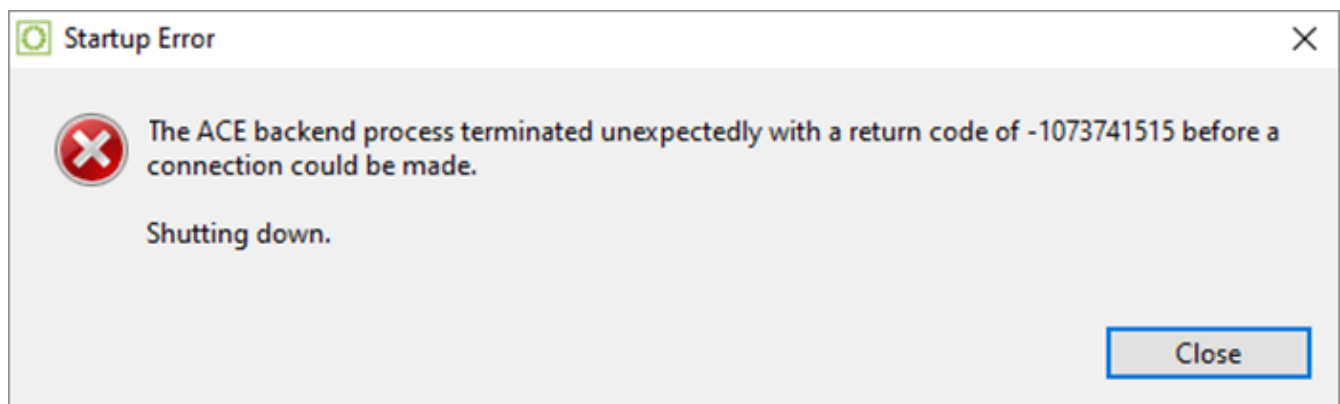 Startup Error
The ACE backend process terminated unexpectedly with a return code of -1073741515 before a
connection could be made.
Shutting down.
Close